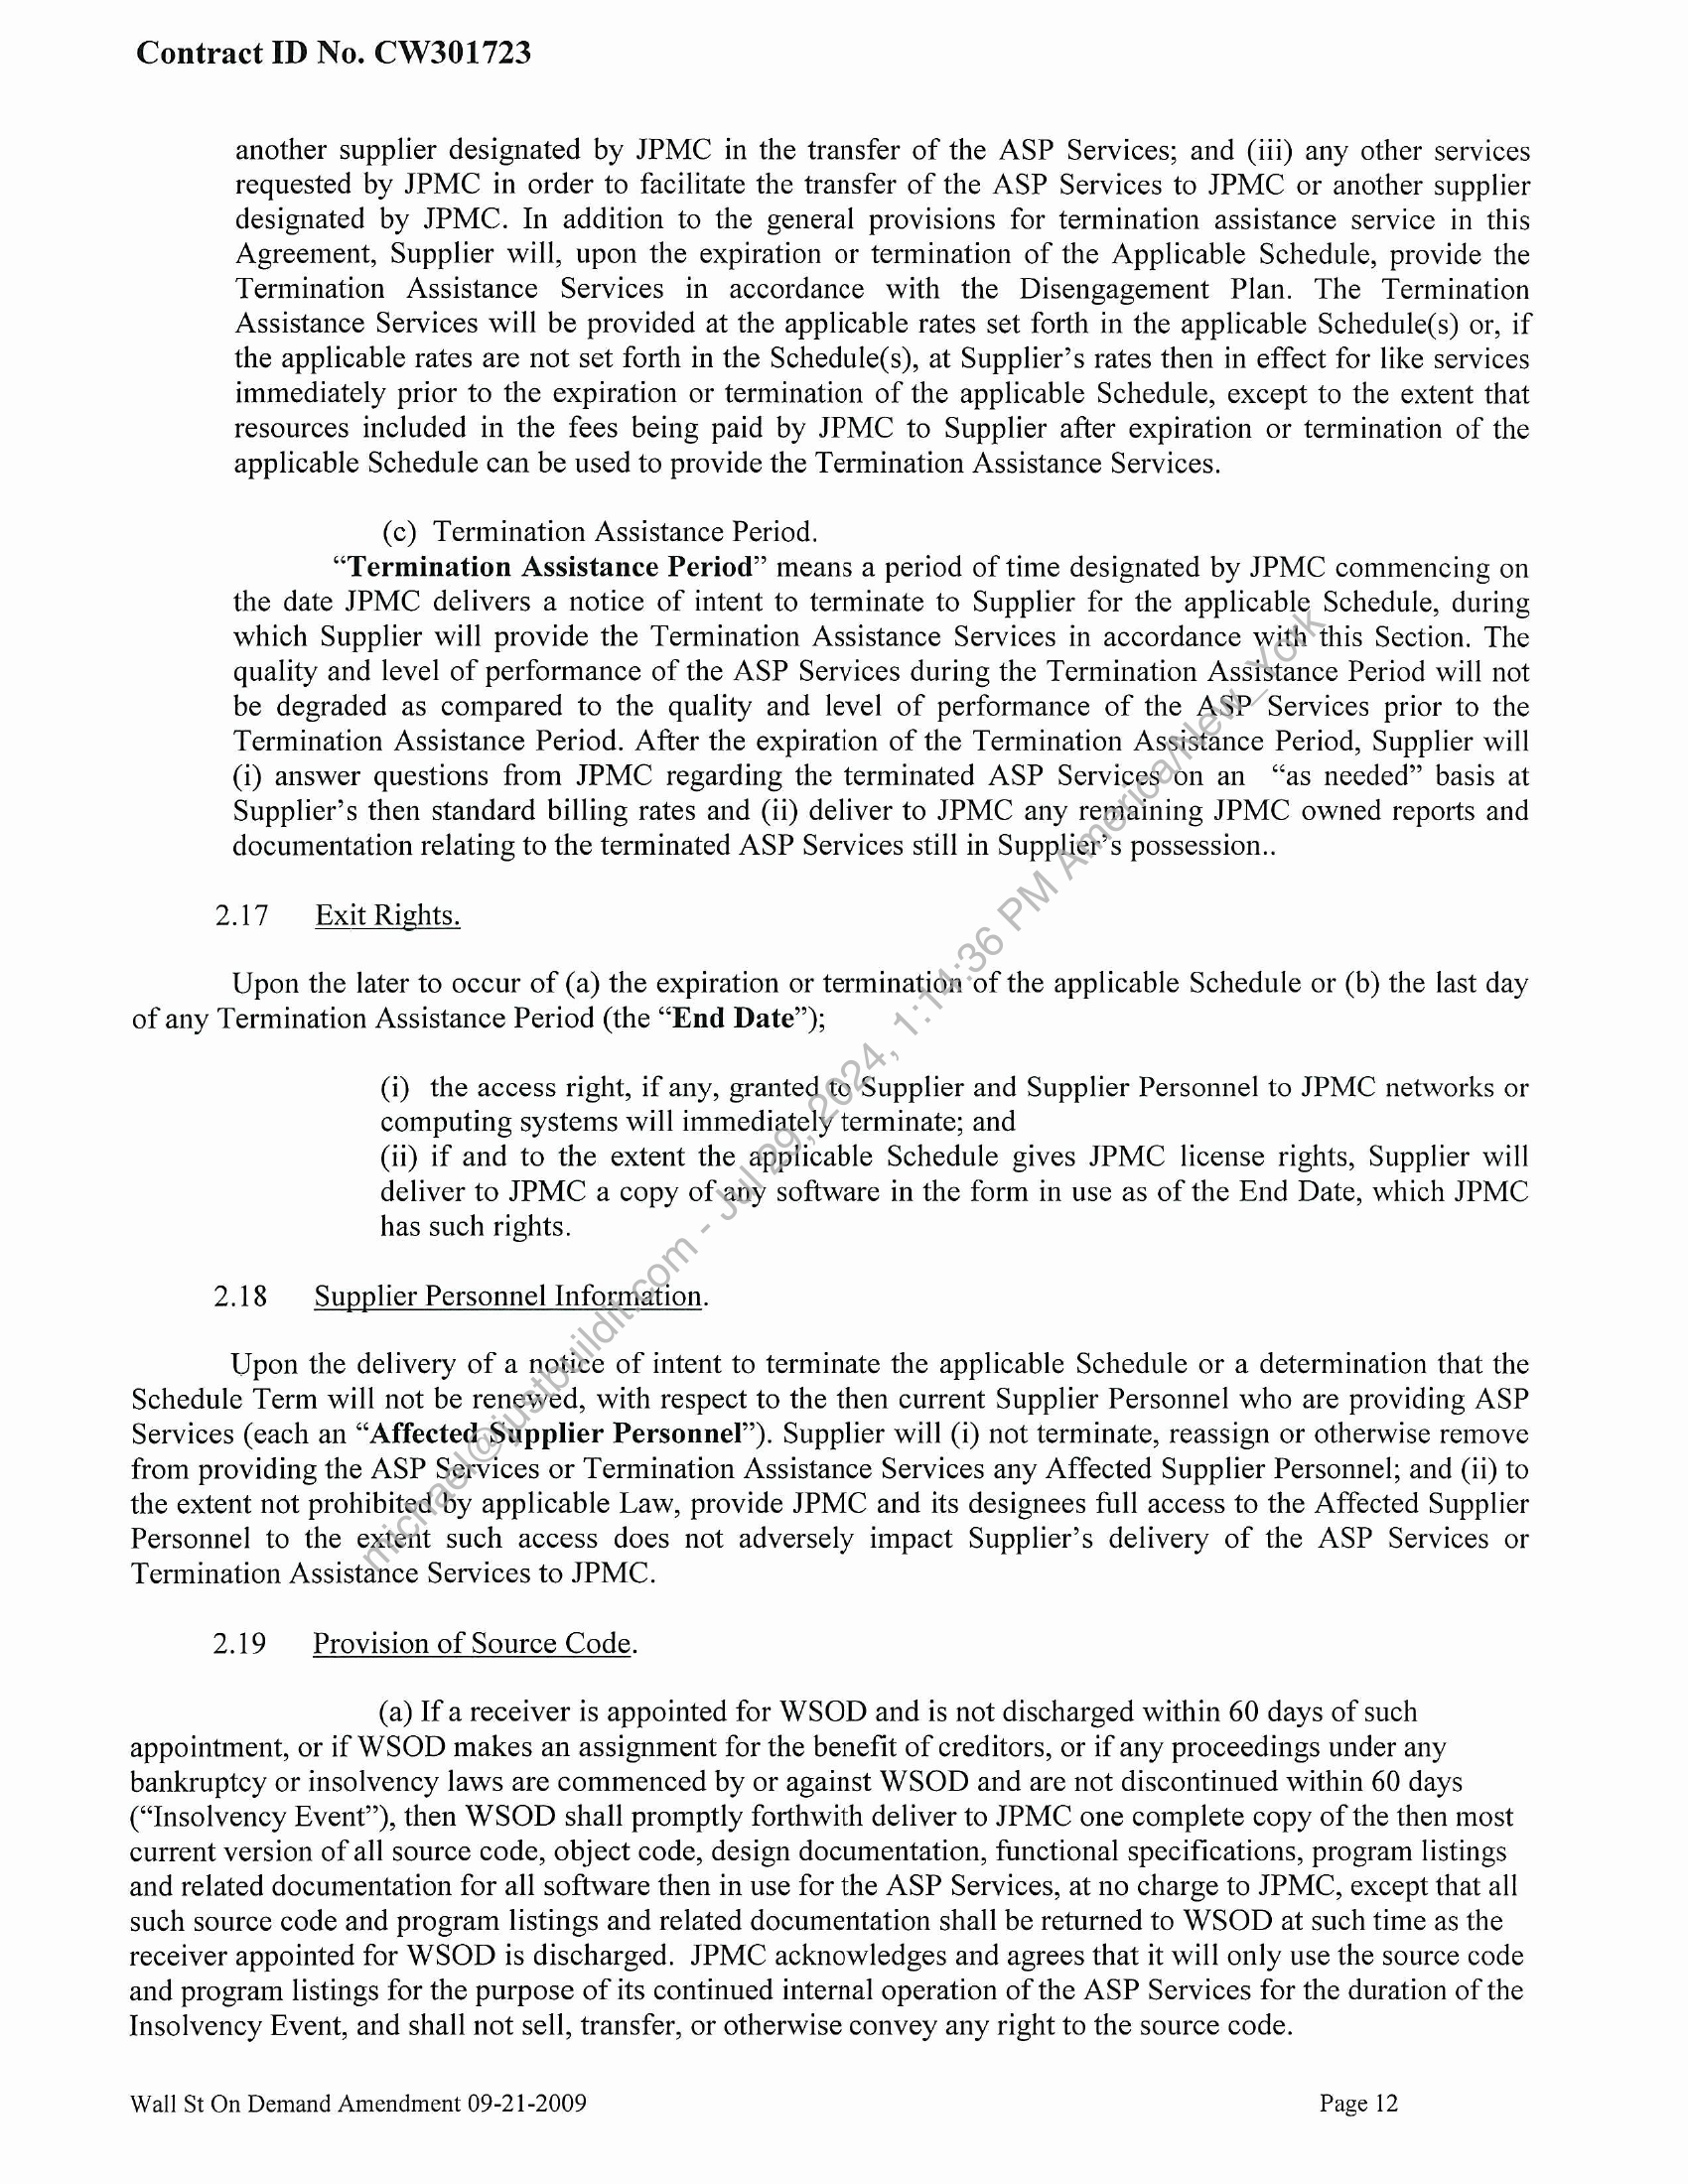 Contract ID No. CW301723
another supplier designated by JPMC in the transfer of the ASP Services; and (iii) any other services
requested by JPMC in order to facilitate the transfer of the ASP Services to JPMC or another supplier
designated by JPMC. In addition to the general provisions for termination assistance service in this
Agreement, Supplier will, upon the expiration or termination of the Applicable Schedule, provide the
Termination Assistance Services in accordance with the Disengagement Plan. The Termination
Assistance Services will be provided at the applicable rates set forth in the applicable Schedule(s) or, if
the applicable rates are not set forth in the Schedule(s), at Supplier’s rates then in effect for like services
immediately prior to the expiration or termination of the applicable Schedule, except to the extent that
resources included in the fees being paid by JPMC to Supplier after expiration or termination of the
applicable Schedule can be used to provide the Termination Assistance Services.
(c) Termination Assistance Period.
“Termination Assistance Period” means a period of time designated by JPMC commencing on
the date JPMC delivers a notice of intent to terminate to Supplier for the applicable Schedule, during
which Supplier will provide the Termination Assistance Services in accordance with this Section. The
quality and level of performance of the ASP Services during the Termination Assistance Period will not
be degraded as compared to the quality and level of performance of the ASP Services prior to the
Termination Assistance Period. After the expiration of the Termination Assistance Period, Supplier will
(i) answer questions from JPMC regarding the terminated ASP Services on an “as needed” basis at
Supplier’s then standard billing rates and (ii) deliver to JPMC any remaining JPMC owned reports and
documentation relating to the terminated ASP Services still in Supplier’s possession..
2.17 Exit Rights.
Upon the later to occur of (a) the expiration or termination of the applicable Schedule or (b) the last day
of any Termination Assistance Period (the “End Date”);
(i) the access right, if any, granted to Supplier and Supplier Personnel to JPMC networks or
computing systems will immediately terminate; and
(ii) if and to the extent the applicable Schedule gives JPMC license rights, Supplier will
deliver to JPMC a copy of any software in the form in use as of the End Date, which JPMC
has such rights.
2.18 Supplier Personnel Information.
Upon the delivery of a notice of intent to terminate the applicable Schedule or a determination that the
Schedule Term will not be renewed, with respect to the then current Supplier Personnel who are providing ASP
Services (each an “Affected Supplier Personnel”). Supplier will (i) not terminate, reassign or otherwise remove
from providing the ASP Services or Termination Assistance Services any Affected Supplier Personnel; and (ii) to
the extent not prohibited by applicable Law, provide JPMC and its designees full access to the Affected Supplier
Personnel to the extent such access does not adversely impact Supplier’s delivery of the ASP Services or
Termination Assistance Services to JPMC.
2.19 Provision of Source Code.
(a) If a receiver is appointed for WSOD and is not discharged within 60 days of such
appointment, or if WSOD makes an assignment for the benefit of creditors, or if any proceedings under any
bankruptcy or insolvency laws are commenced by or against WSOD and are not discontinued within 60 days
(“Insolvency Event”), then WSOD shall promptly forthwith deliver to JPMC one complete copy of the then most
current version of all source code, object code, design documentation, functional specifications, program listings
and related documentation for all software then in use for the ASP Services, at no charge to JPMC, except that all
such source code and program listings and related documentation shall be returned to WSOD at such time as the
receiver appointed for WSOD is discharged. JPMC acknowledges and agrees that it will only use the source code
and program listings for the purpose of its continued internal operation of the ASP Services for the duration of the
Insolvency Event, and shall not sell, transfer, or otherwise convey any right to the source code.
Wall St On Demand Amendment 09-21-2009 Page 12
michael@justbuildit.com - Jul 29, 2024, 1:14:36 PM America/New_York